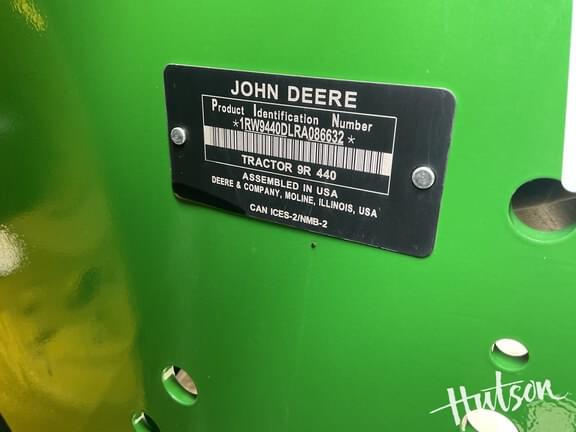 JOHN DEERE
Product Identification Number
*1RW9440DLRA086632*
TRACTOR 9R 440
ASSEMBLED IN USA
DEERE & COMPANY, MOLINE, ILLINOIS, USA
CAN ICES-2/NMB-2
Hutson